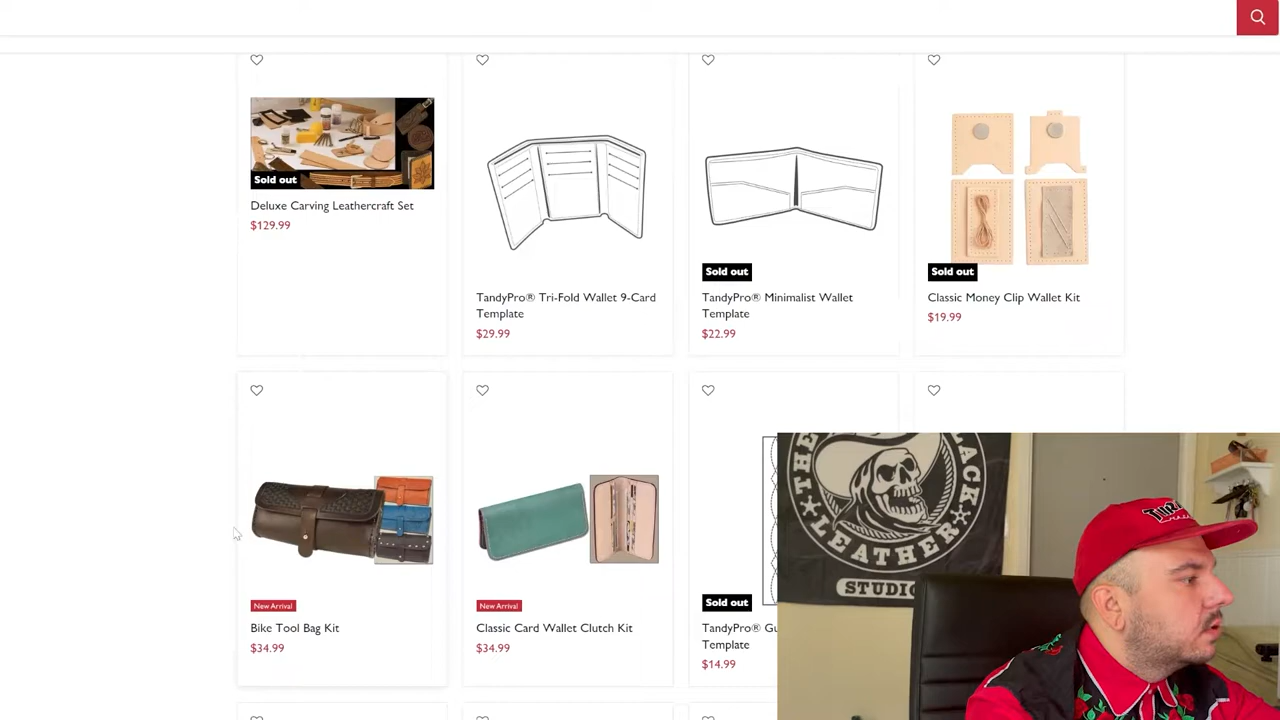 Sold out
Deluxe Carving Leathercraft Set
$129.99
TandyPro® Tri-Fold Wallet 9-Card
Template
$29.99
Sold out
TandyPro® Minimalist Wallet
Template
$22.99
Sold out
Classic Money Clip Wallet Kit
$19.99
New Arrival
Bike Tool Bag Kit
$34.99
New Arrival
Classic Card Wallet Clutch Kit
$34.99
Sold out
TandyPro®
Template
$14.99
THE
LEATHER
STUDIO